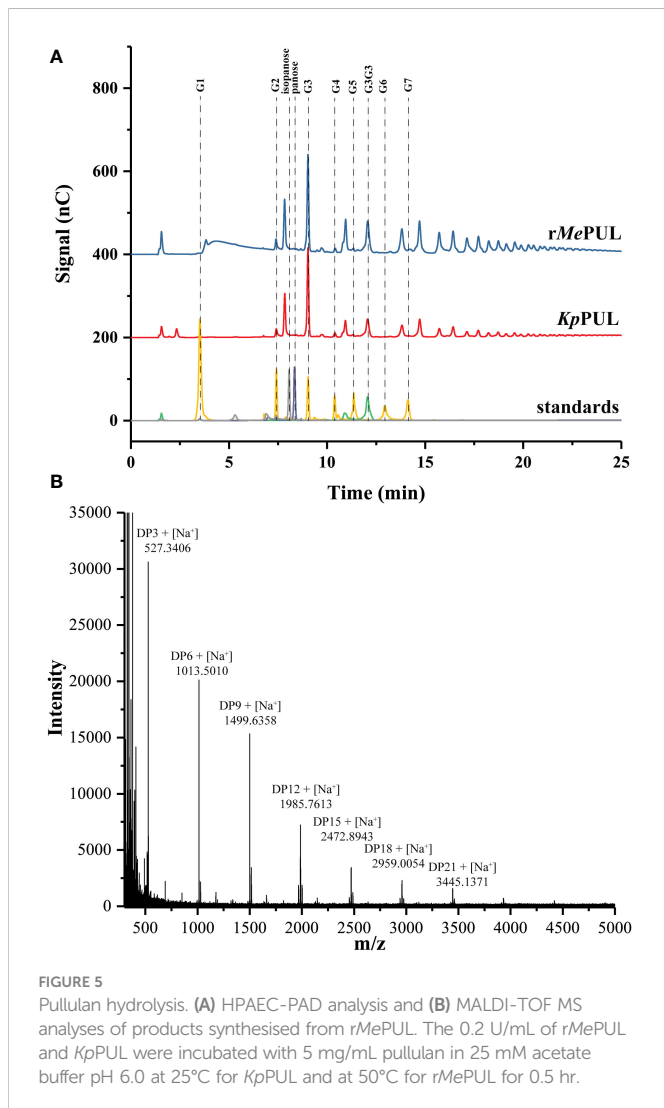 A
G1
G2
isopanose
panose
G3
G4
G5
G3G3
G6
G7
800
600
400
200
0
Signal (nC)
rMePUL
KpPUL
standards
0
5
10
15
20
25
Time (min)
B
35000
30000
25000
20000
15000
10000
5000
0
Intensity
DP3 + [Na⁺]
527.3406
DP6 + [Na⁺]
1013.5010
DP9 + [Na⁺]
1499.6358
DP12 + [Na⁺]
1985.7613
DP15 + [Na⁺]
2472.8943
DP18 + [Na⁺]
2959.0054
DP21 + [Na⁺]
3445.1371
500 1000 1500 2000 2500 3000 3500 4000 4500 5000
m/z
FIGURE 5
Pullulan hydrolysis. (A) HPAEC-PAD analysis and (B) MALDI-TOF MS
analyses of products synthesised from rMePUL. The 0.2 U/mL of rMePUL
and KpPUL were incubated with 5 mg/mL pullulan in 25 mM acetate
buffer pH 6.0 at 25°C for KpPUL and at 50°C for rMePUL for 0.5 hr.